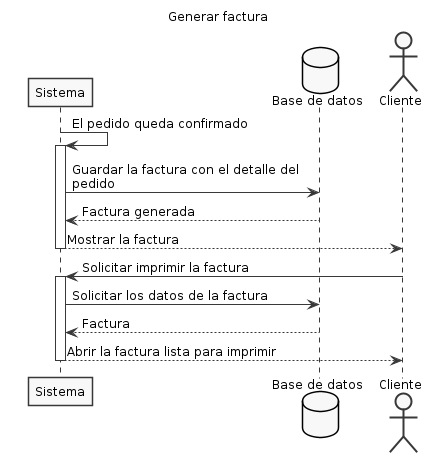 Generar factura
Sistema
Base de datos
Cliente
El pedido queda confirmado
Guardar la factura con el detalle del
pedido
Factura generada
Mostrar la factura
Solicitar imprimir la factura
Solicitar los datos de la factura
Factura
Abrir la factura lista para imprimir
Sistema
Base de datos
Cliente